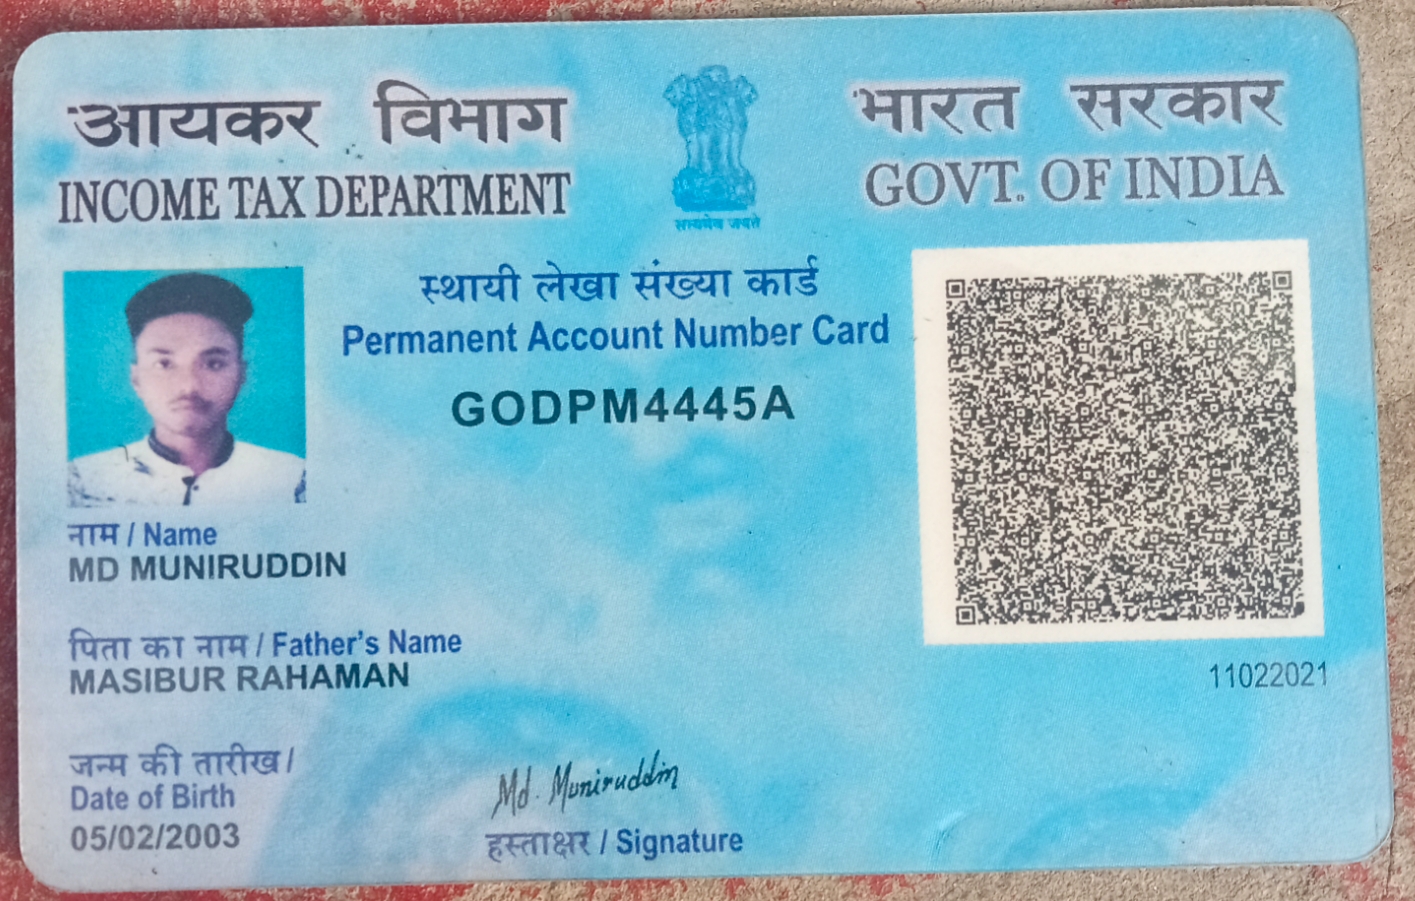 आयकर विभाग
INCOME TAX DEPARTMENT
सत्यमेव जयते
भारत सरकार
GOVT. OF INDIA
स्थायी लेखा संख्या कार्ड
Permanent Account Number Card
GODPM4445A
नाम / Name
MD MUNIRUDDIN
पिता का नाम / Father's Name
MASIBUR RAHAMAN
11022021
जन्म की तारीख /
Date of Birth
05/02/2003
Md. Muniruddin
हस्ताक्षर / Signature